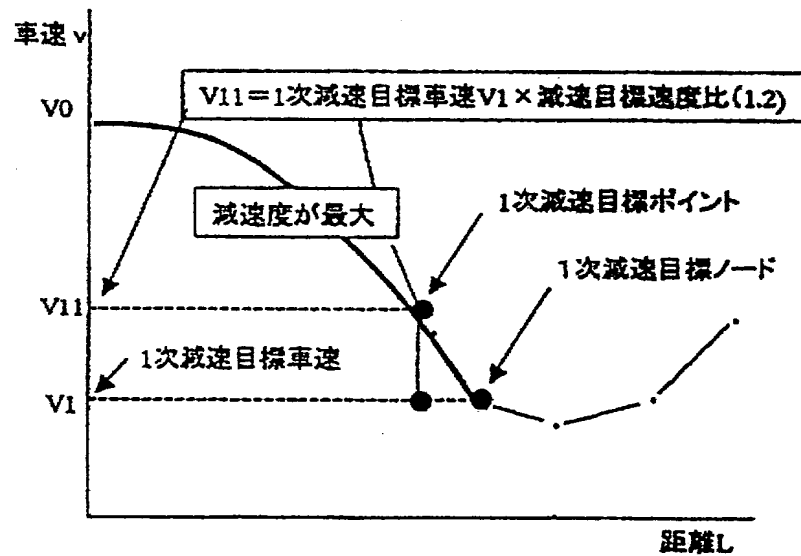 車速 v
V11＝1次減速目標車速V1×減速目標速度比(1.2)
V0
減速度が最大
1次減速目標ポイント
1次減速目標ノード
V11
1次減速目標車速
V1
距離L